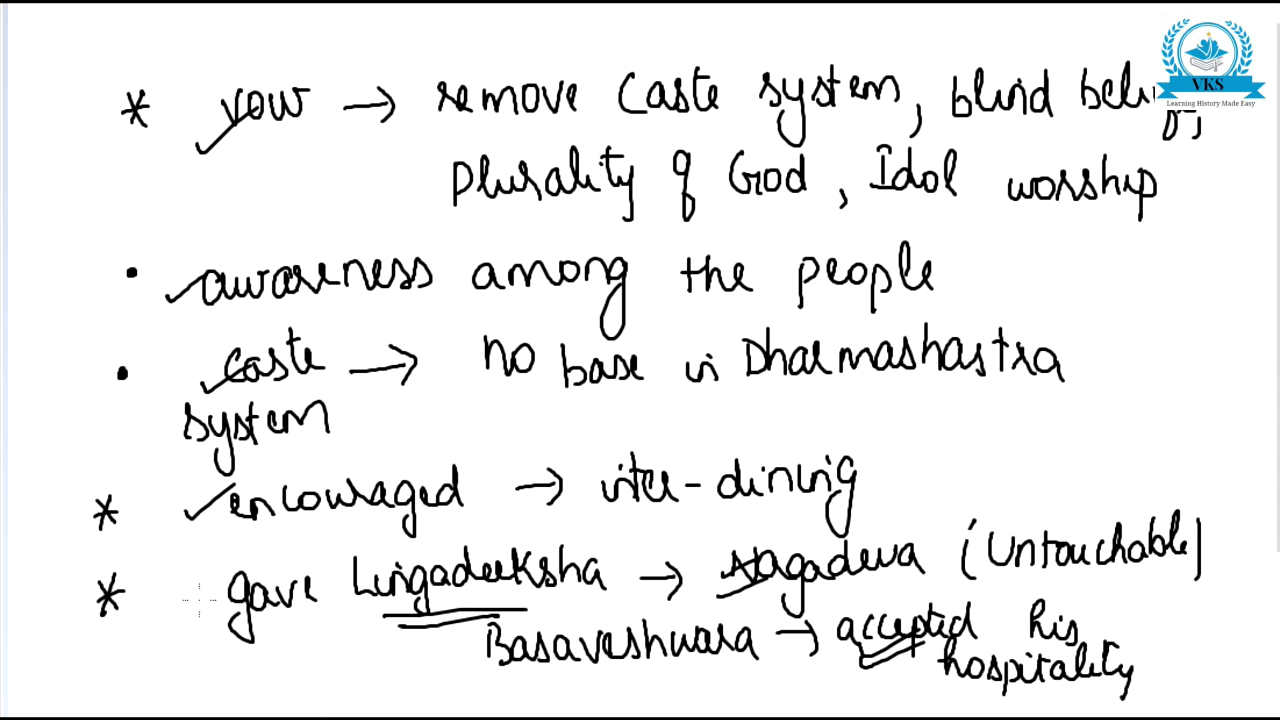 VKS
Learning History Made Easy
* vow → remove caste system, blind beliefs,
plurality of God, Idol worship
• awareness among the people
• caste → no base in Dharmashastra
system
* encouraged → inter-dining
* gave Lingadeeksha → Nagadeva (Untouchable)
Basaveshwara → accepted his
hospitality